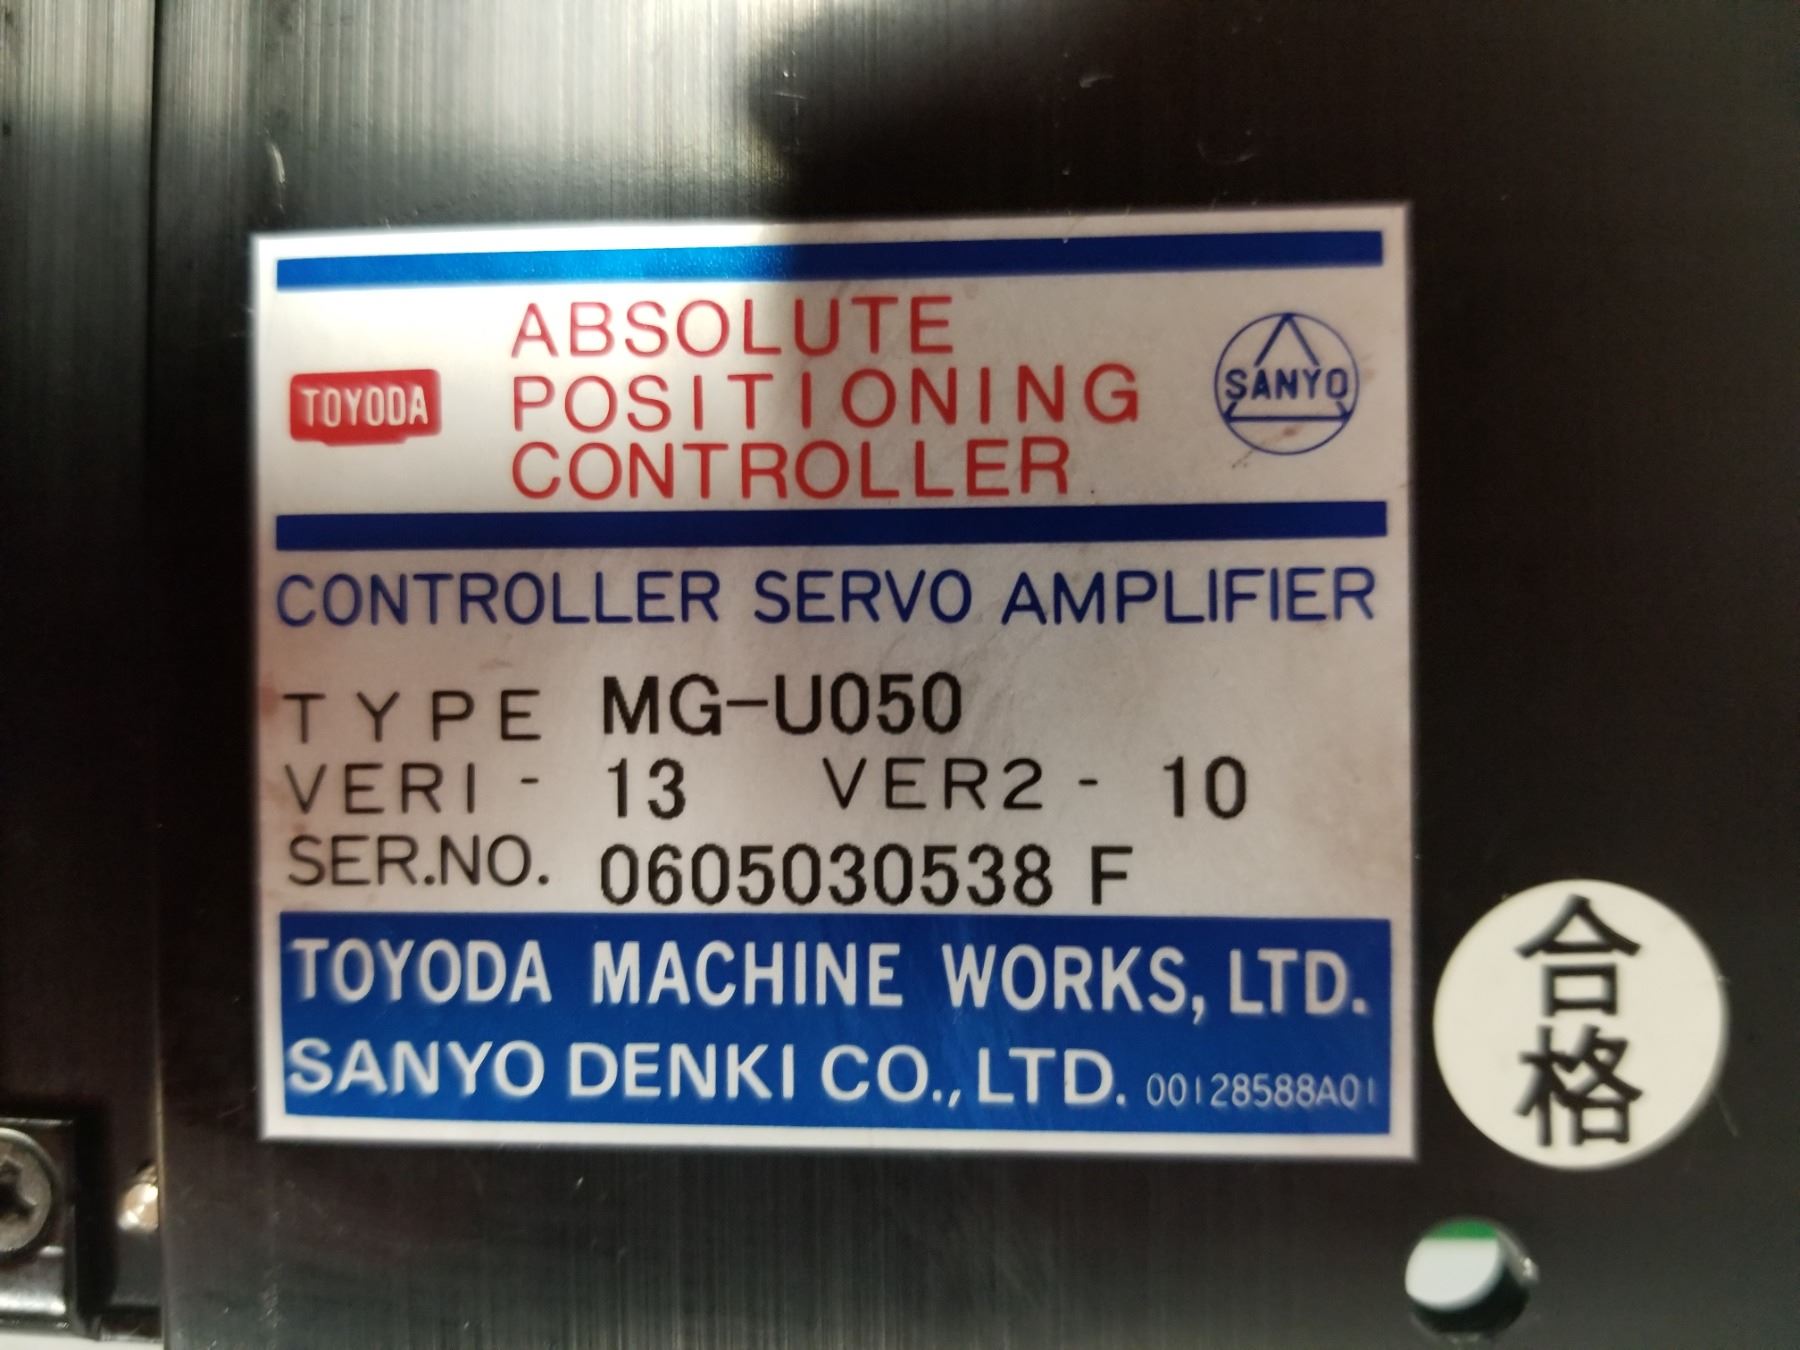 TOYODA
ABSOLUTE
POSITIONING
CONTROLLER
SANYO
CONTROLLER SERVO AMPLIFIER
TYPE MG-U050
VER1 - 13 VER2 - 10
SER.NO. 0605030538 F
TOYODA MACHINE WORKS, LTD.
SANYO DENKI CO., LTD. 00128588A01
合
格